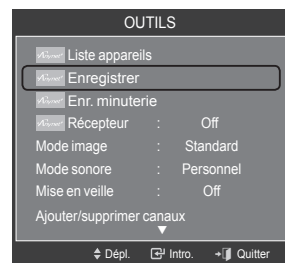 OUTILS
Liste appareils
Enregistrer
Enr. minuterie
Récepteur : Off
Mode image : Standard
Mode sonore : Personnel
Mise en veille : Off
Ajouter/supprimer canaux
Dépl. Intro. Quitter